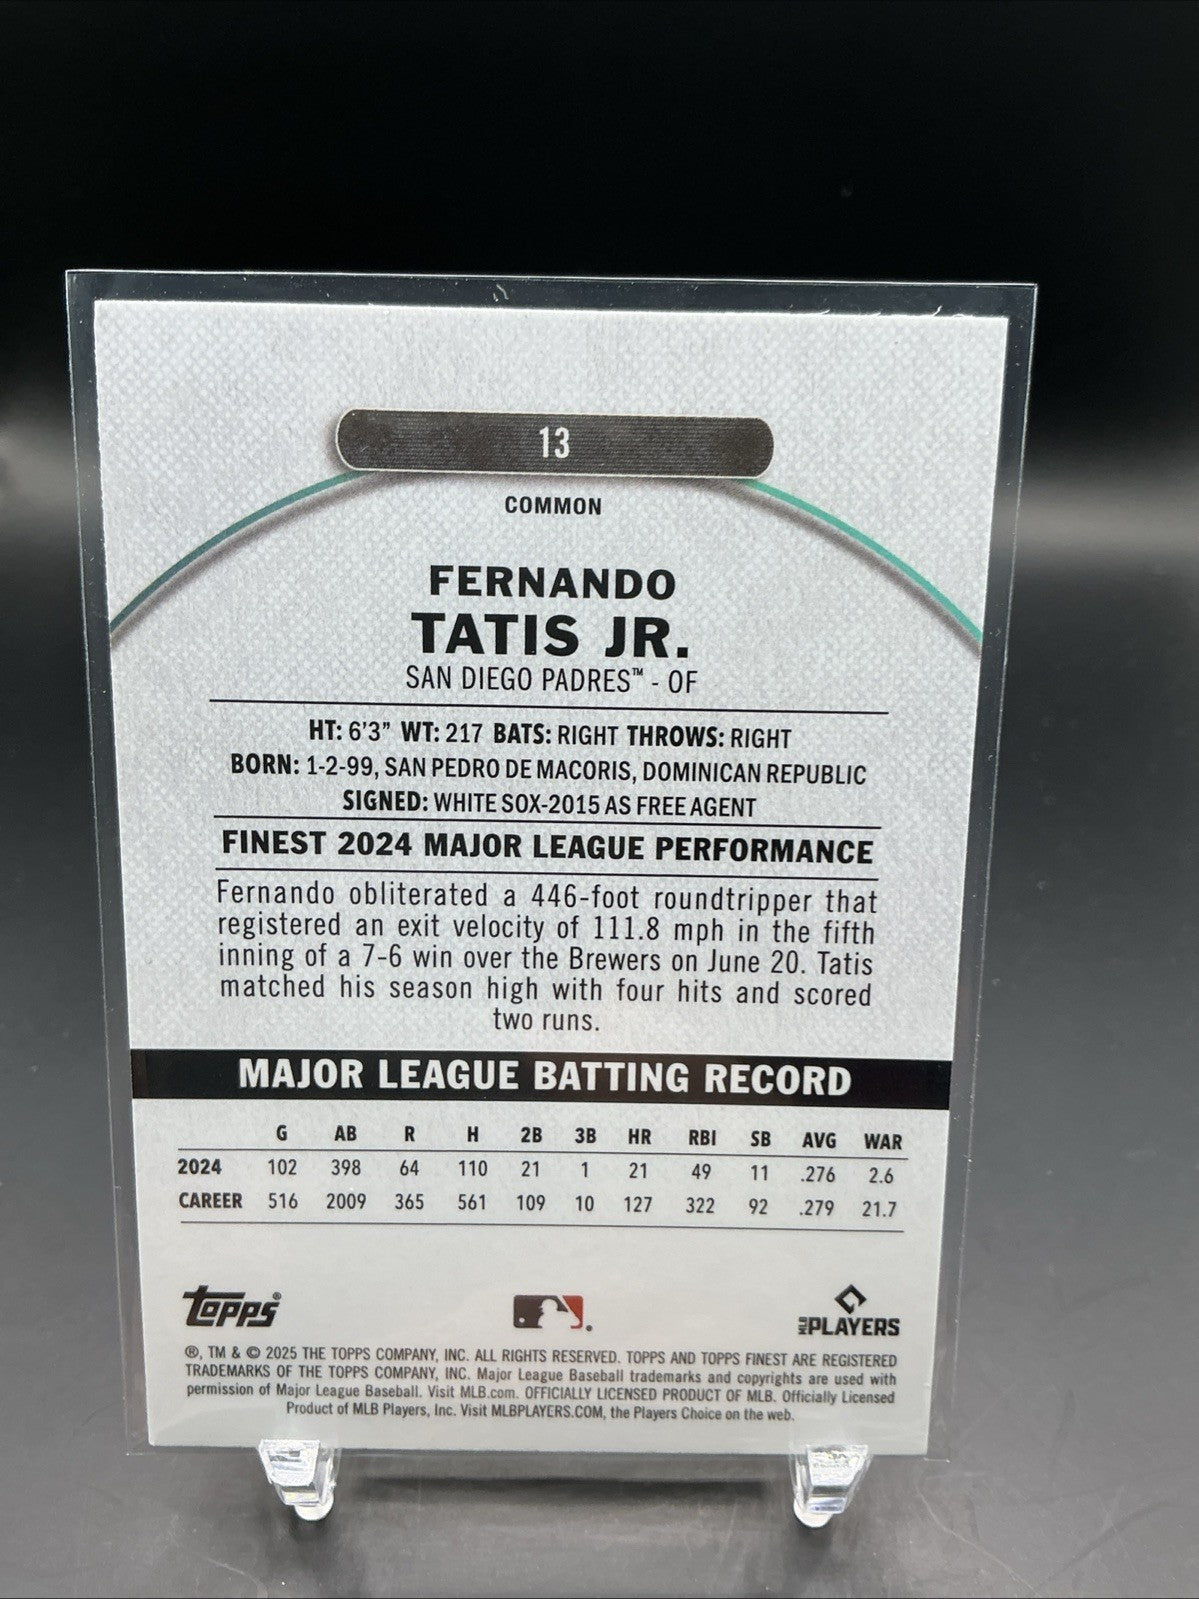 13
COMMON
FERNANDO
TATIS JR.
SAN DIEGO PADRES™ - OF
HT: 6'3" WT: 217 BATS: RIGHT THROWS: RIGHT
BORN: 1-2-99, SAN PEDRO DE MACORIS, DOMINICAN REPUBLIC
SIGNED: WHITE SOX-2015 AS FREE AGENT
FINEST 2024 MAJOR LEAGUE PERFORMANCE
Fernando obliterated a 446-foot roundtripper that
registered an exit velocity of 111.8 mph in the fifth
inning of a 7-6 win over the Brewers on June 20. Tatis
matched his season high with four hits and scored
two runs.
MAJOR LEAGUE BATTING RECORD
G AB R H 2B 3B HR RBI SB AVG WAR
2024 102 398 64 110 21 1 21 49 11 .276 2.6
CAREER 516 2009 365 561 109 10 127 322 92 .279 21.7
topps® MLB PLAYERS
®, TM & © 2025 THE TOPPS COMPANY, INC. ALL RIGHTS RESERVED. TOPPS AND TOPPS FINEST ARE REGISTERED
TRADEMARKS OF THE TOPPS COMPANY, INC. Major League Baseball trademarks and copyrights are used with
permission of Major League Baseball. Visit MLB.com. OFFICIALLY LICENSED PRODUCT OF MLB. Officially Licensed
Product of MLB Players, Inc. Visit MLBPLAYERS.COM, the Players Choice on the web.